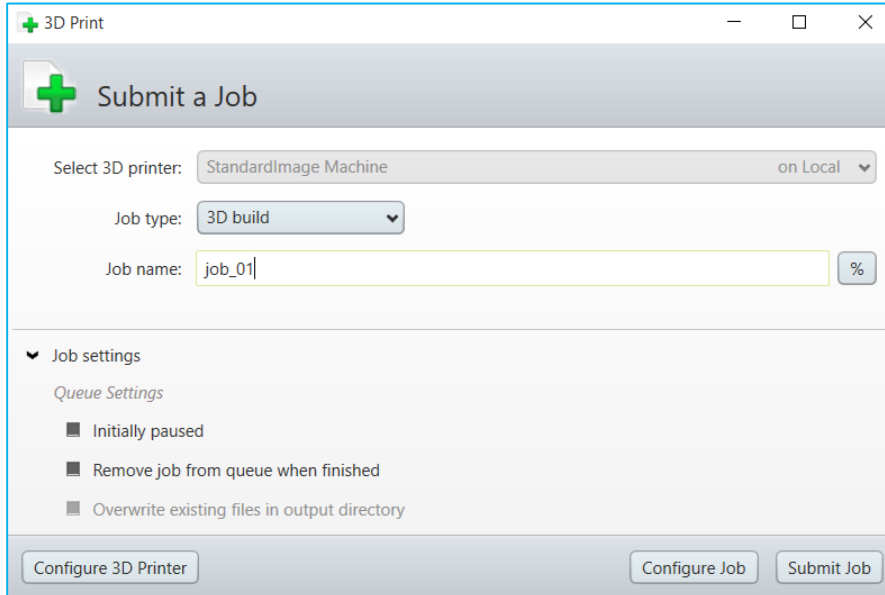 3D Print
Submit a Job
Select 3D printer: StandardImage Machine on Local
Job type: 3D build
Job name: job_01 %
Job settings
Queue Settings
Initially paused
Remove job from queue when finished
Overwrite existing files in output directory
Configure 3D Printer Configure Job Submit Job